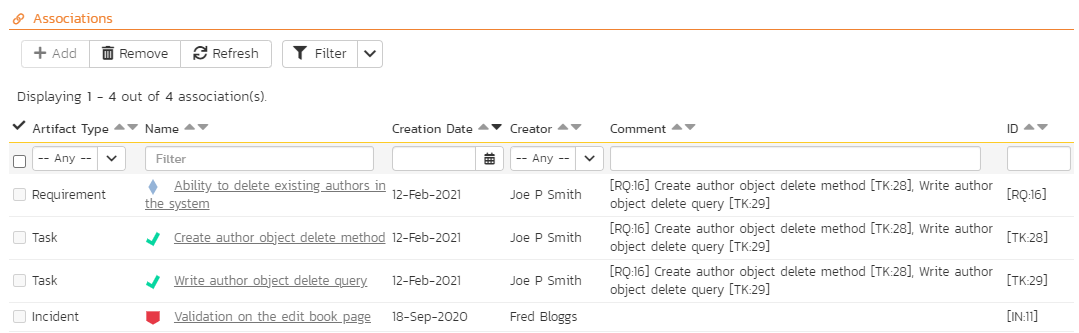 Associations
Add Remove Refresh Filter
Displaying 1 - 4 out of 4 association(s).
Artifact Type Name Creation Date Creator Comment ID
-- Any -- Filter -- Any --
Requirement Ability to delete existing authors in the system 12-Feb-2021 Joe P Smith [RQ:16] Create author object delete method [TK:28], Write author object delete query [TK:29] [RQ:16]
Task Create author object delete method 12-Feb-2021 Joe P Smith [RQ:16] Create author object delete method [TK:28], Write author object delete query [TK:29] [TK:28]
Task Write author object delete query 12-Feb-2021 Joe P Smith [RQ:16] Create author object delete method [TK:28], Write author object delete query [TK:29] [TK:29]
Incident Validation on the edit book page 18-Sep-2020 Fred Bloggs [IN:11]